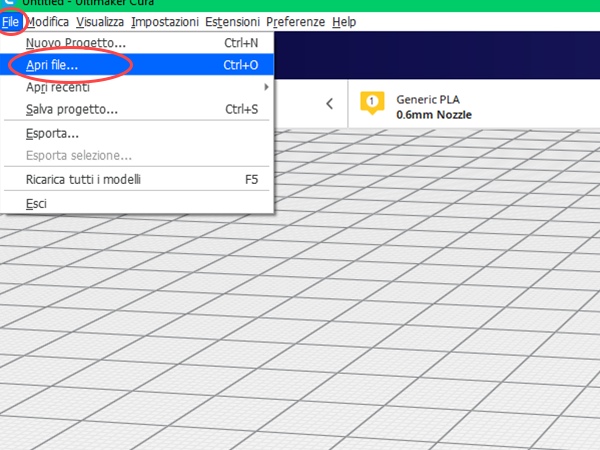 Untitled - Ultimaker Cura
File Modifica Visualizza Impostazioni Estensioni Preferenze Help
Nuovo Progetto... Ctrl+N
Apri file... Ctrl+O
Apri recenti
Salva progetto... Ctrl+S
Esporta...
Esporta selezione...
Ricarica tutti i modelli F5
Esci
1
Generic PLA
0.6mm Nozzle